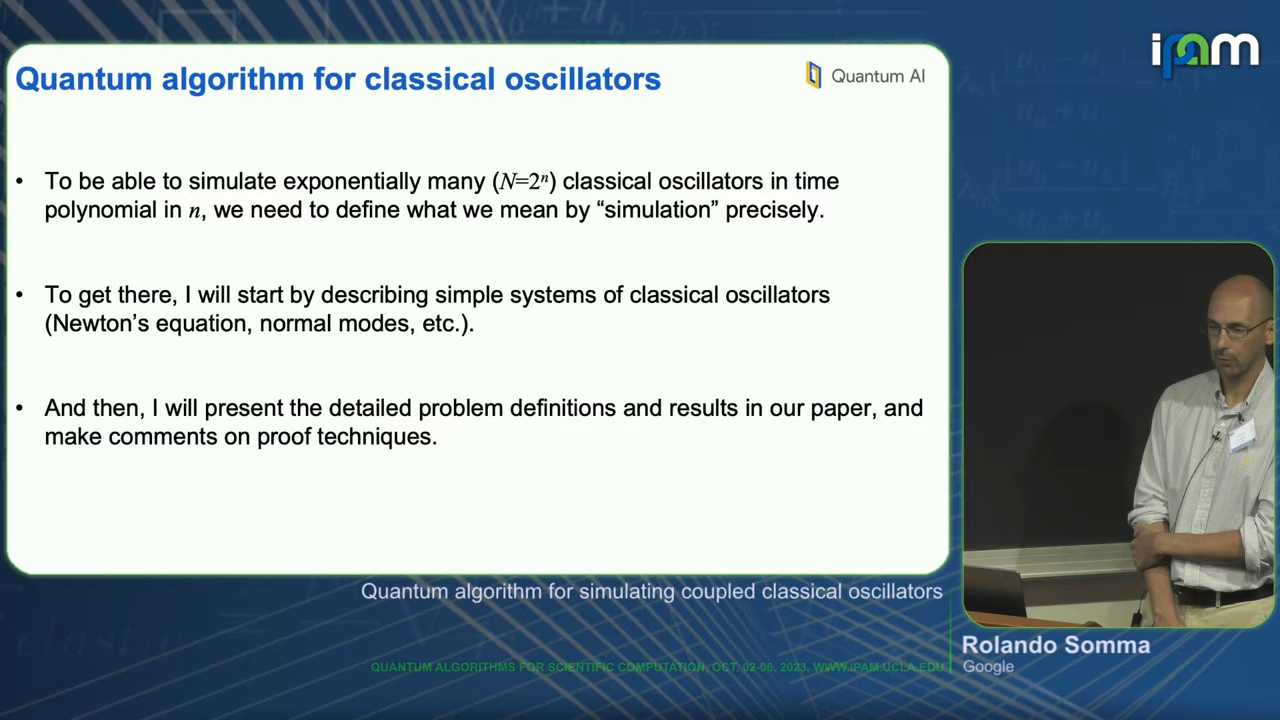 ipam
Quantum algorithm for classical oscillators
Quantum AI
• To be able to simulate exponentially many (N=2ⁿ) classical oscillators in time
polynomial in n, we need to define what we mean by “simulation” precisely.
• To get there, I will start by describing simple systems of classical oscillators
(Newton’s equation, normal modes, etc.).
• And then, I will present the detailed problem definitions and results in our paper, and
make comments on proof techniques.
Quantum algorithm for simulating coupled classical oscillators
Rolando Somma
Google
QUANTUM ALGORITHMS FOR SCIENTIFIC COMPUTATION, OCT. 02-06, 2023, WWW.IPAM.UCLA.EDU
elastic